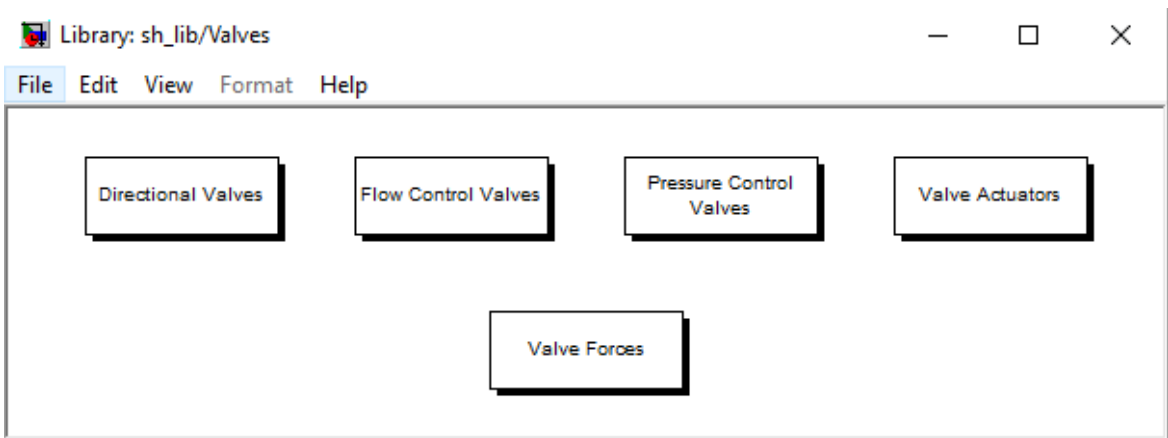 Library: sh_lib/Valves
File Edit View Format Help
Directional Valves
Flow Control Valves
Pressure Control
Valves
Valve Actuators
Valve Forces